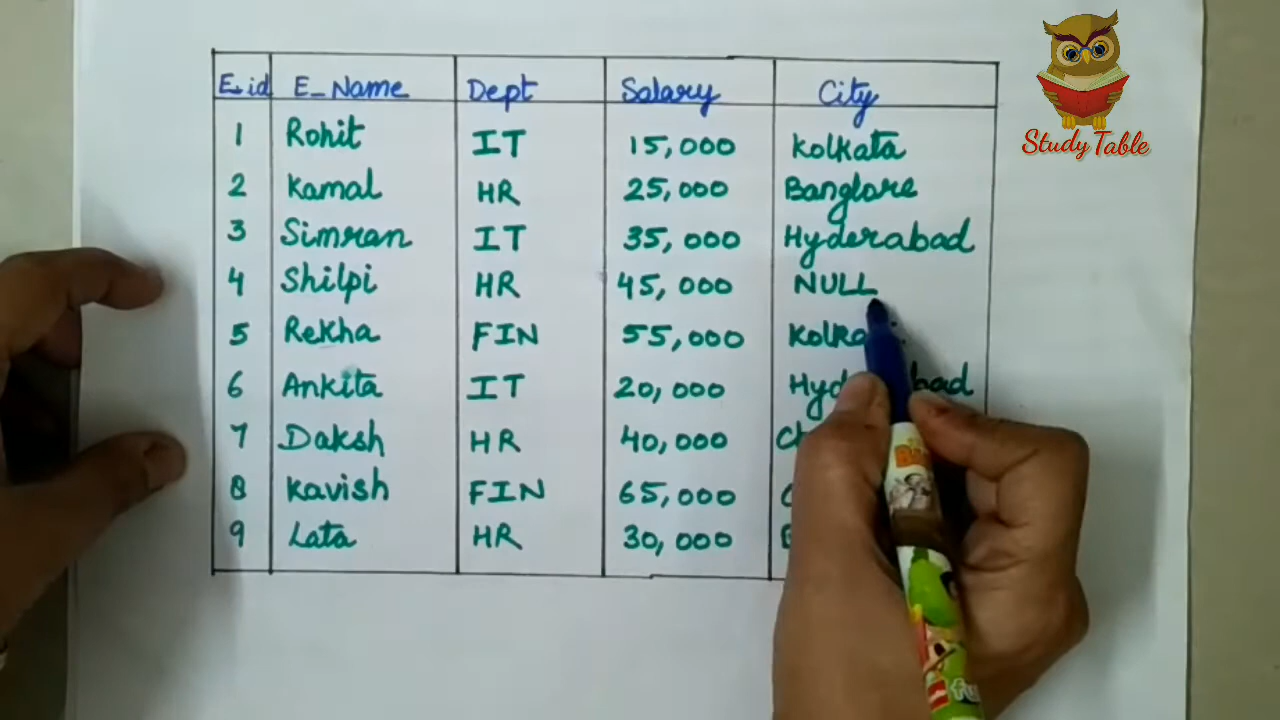 E_id E_Name Dept Salary City
1 Rohit IT 15,000 Kolkata
2 Kamal HR 25,000 Banglore
3 Simran IT 35,000 Hyderabad
4 Shilpi HR 45,000 NULL
5 Rekha FIN 55,000
6 Ankita IT 20,000
7 Daksh HR 40,000
8 Kavish FIN 65,000
9 Lata HR 30,000
Study Table